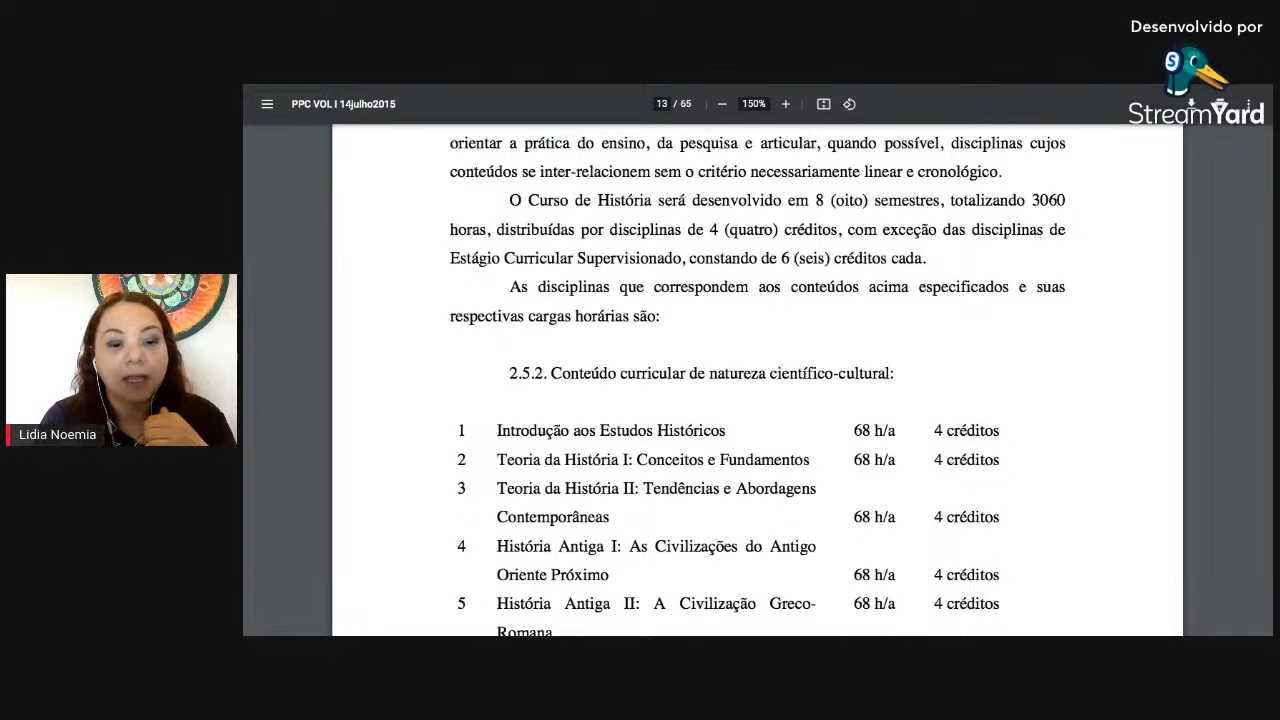 Desenvolvido por
StreamYard
PPC VOL I 14julho2015
13 / 65
150%
orientar a prática do ensino, da pesquisa e articular, quando possível, disciplinas cujos
conteúdos se inter-relacionem sem o critério necessariamente linear e cronológico.
O Curso de História será desenvolvido em 8 (oito) semestres, totalizando 3060
horas, distribuídas por disciplinas de 4 (quatro) créditos, com exceção das disciplinas de
Estágio Curricular Supervisionado, constando de 6 (seis) créditos cada.
As disciplinas que correspondem aos conteúdos acima especificados e suas
respectivas cargas horárias são:
2.5.2. Conteúdo curricular de natureza científico-cultural:
1 Introdução aos Estudos Históricos 68 h/a 4 créditos
2 Teoria da História I: Conceitos e Fundamentos 68 h/a 4 créditos
3 Teoria da História II: Tendências e Abordagens
Contemporâneas 68 h/a 4 créditos
4 História Antiga I: As Civilizações do Antigo
Oriente Próximo 68 h/a 4 créditos
5 História Antiga II: A Civilização Greco- 68 h/a 4 créditos
Romana
Lidia Noemia